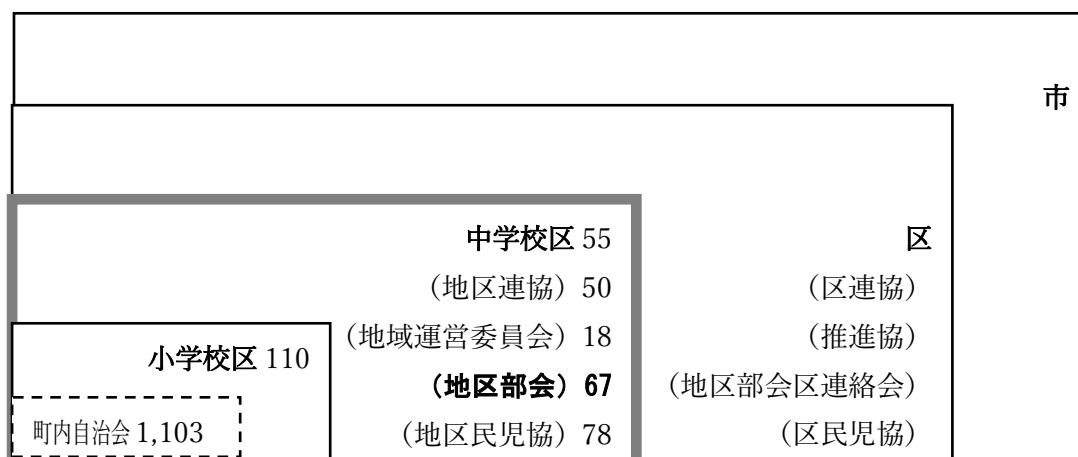 市
中学校区 55
区
（地区連協）50
（区連協）
（地域運営委員会）18
（推進協）
小学校区 110
（地区部会）67
（地区部会区連絡会）
町内自治会 1,103
（地区民児協）78
（区民児協）